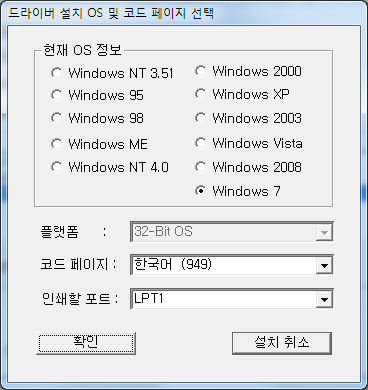 드라이버 설치 OS 및 코드 페이지 선택
현재 OS 정보
Windows NT 3.51
Windows 2000
Windows 95
Windows XP
Windows 98
Windows 2003
Windows ME
Windows Vista
Windows NT 4.0
Windows 2008
Windows 7
플랫폼 : 32-Bit OS
코드 페이지 : 한국어 (949)
인쇄할 포트 : LPT1
확인 설치 취소